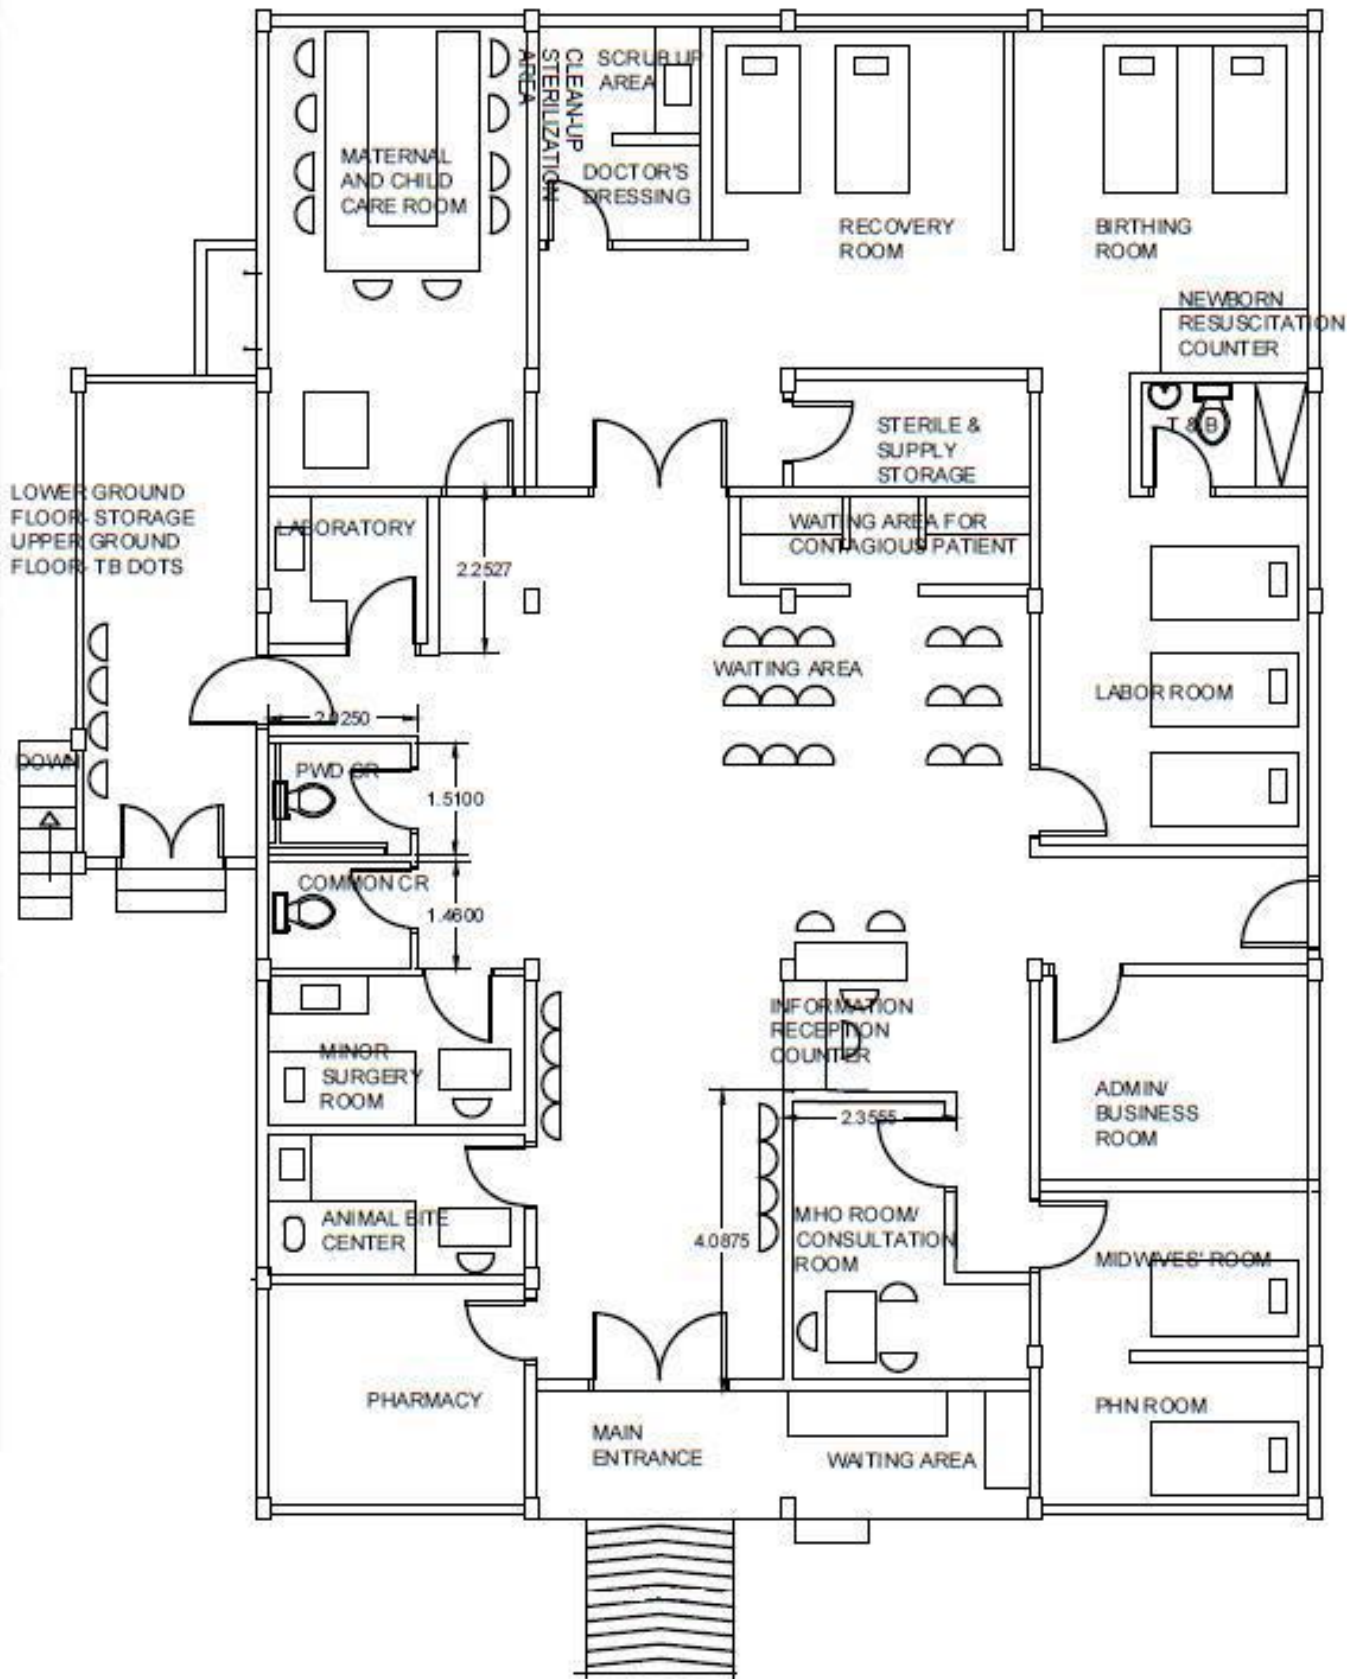 CLEAN-UP
STERILIZATION
AREA
SCRUB UP
AREA
MATERNAL
AND CHILD
CARE ROOM
DOCTOR'S
DRESSING
RECOVERY
ROOM
BIRTHING
ROOM
NEWBORN
RESUSCITATION
COUNTER
T & B
STERILE &
SUPPLY
STORAGE
LOWER GROUND
FLOOR- STORAGE
UPPER GROUND
FLOOR- TB DOTS
LABORATORY
WAITING AREA FOR
CONTAGIOUS PATIENT
2.2527
WAITING AREA
LABOR ROOM
2.0250
DOWN
PWD CR
1.5100
COMMON CR
1.4600
INFORMATION
RECEPTION
COUNTER
MINOR
SURGERY
ROOM
ADMIN/
BUSINESS
ROOM
2.3555
ANIMAL BITE
CENTER
4.0875
MHO ROOM/
CONSULTATION
ROOM
MIDWIVES' ROOM
PHARMACY
PHN ROOM
MAIN
ENTRANCE
WAITING AREA